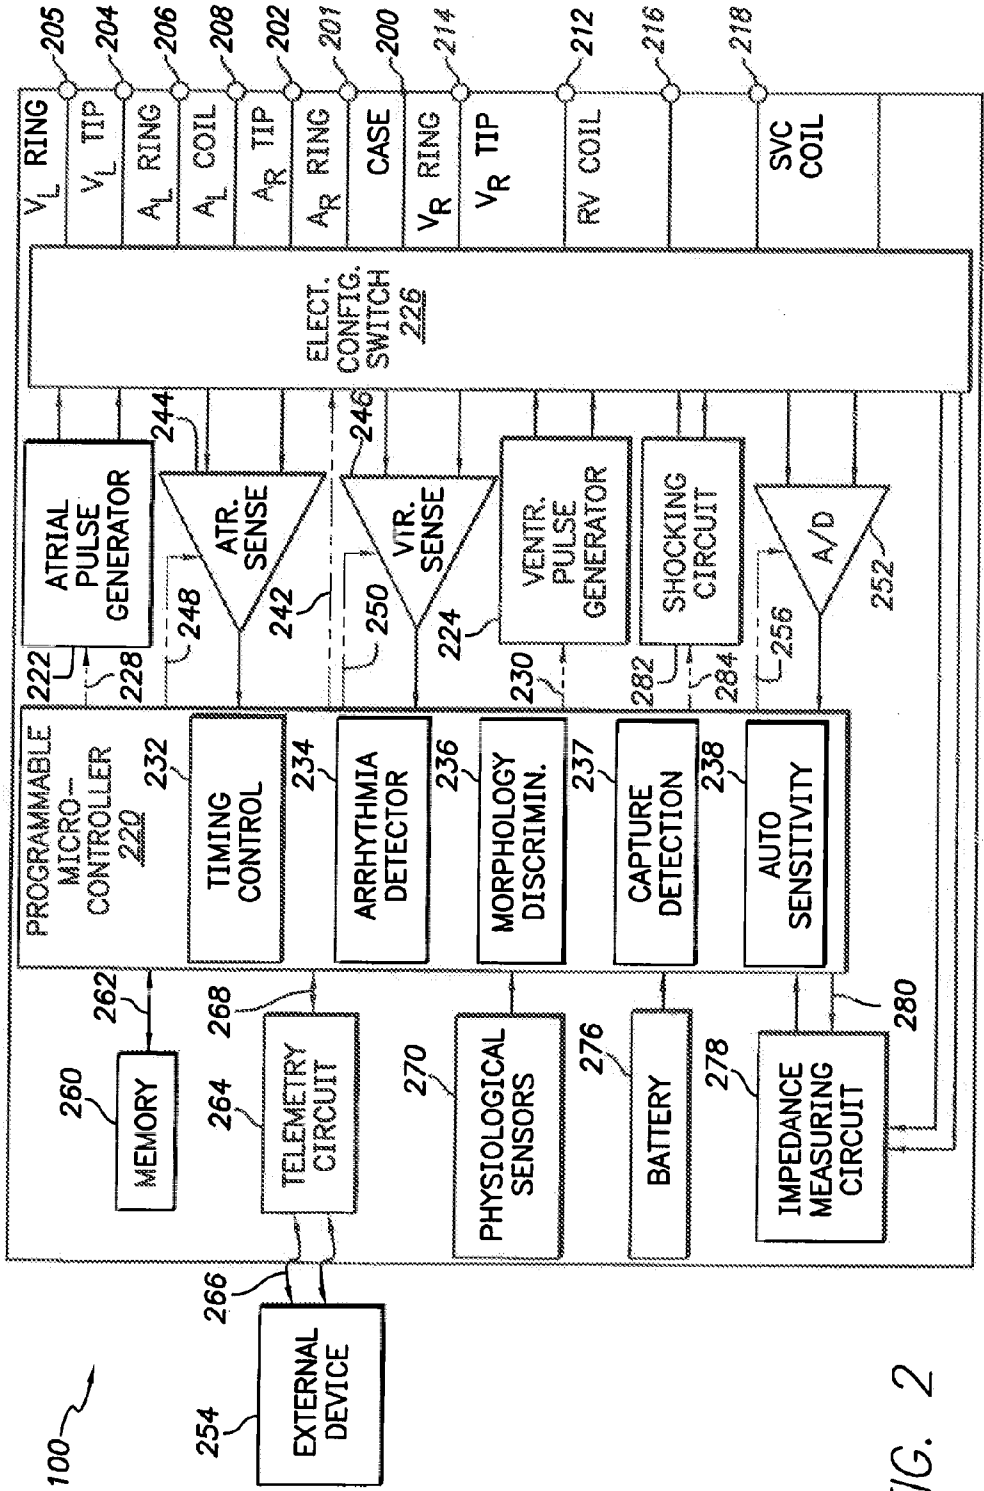 100
254
EXTERNAL
DEVICE
266
260
MEMORY
262
264
TELEMETRY
CIRCUIT
268
270
PHYSIOLOGICAL
SENSORS
276
BATTERY
278
IMPEDANCE
MEASURING
CIRCUIT
280
PROGRAMMABLE
MICRO-
CONTROLLER
220
232
TIMING
CONTROL
234
ARRHYTHMIA
DETECTOR
236
MORPHOLOGY
DISCRIMIN.
237
CAPTURE
DETECTION
238
AUTO
SENSITIVITY
222
228
ATRIAL
PULSE
GENERATOR
244
248
ATR.
SENSE
242
246
250
VTR.
SENSE
224
230
VENTR.
PULSE
GENERATOR
282
284
SHOCKING
CIRCUIT
256
A/D
252
ELECT.
CONFIG.
SWITCH
226
VL RING
205
VL TIP
204
AL RING
206
AL COIL
208
AR TIP
202
AR RING
201
CASE
200
VR RING
214
VR TIP
212
RV COIL
216
218
SVC
COIL
FIG. 2